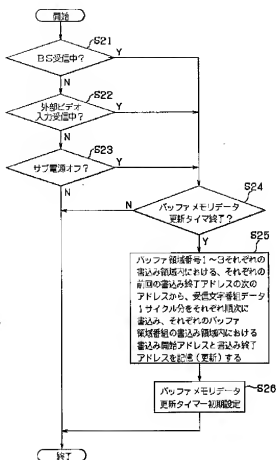 開始
S21
BS受信中?
Y
N
S22
外部ビデオ
入力受信中?
Y
N
S23
サブ電源オフ?
Y
N
S24
バッファメモリデータ
更新タイマ終了?
N
Y
S25
バッファ領域番号1~3それぞれの
書込み領域内における、それぞれの
前回の書込み終了アドレスの次の
アドレスから、受信文字番組データ
1サイクル分をそれぞれ順次に
書込み、それぞれのバッファ
領域番組の書込み領域内における
書込み開始アドレスと書込み終了
アドレスを記憶(更新)する
S26
バッファメモリデータ
更新タイマー初期設定
終了